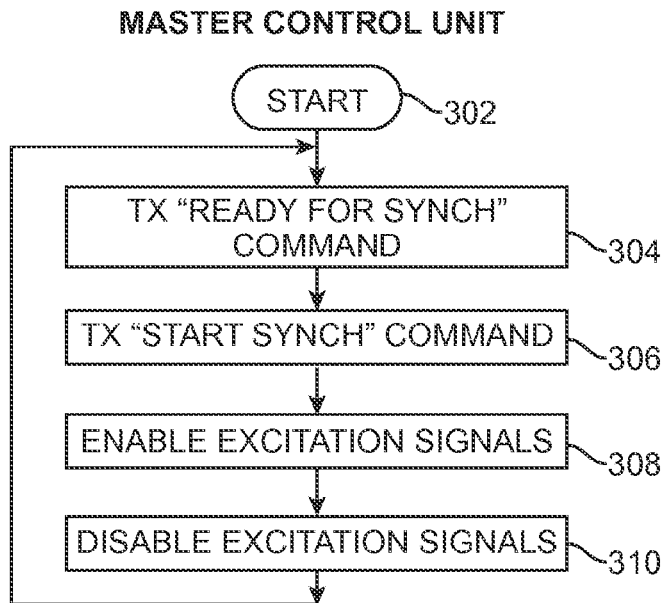 MASTER CONTROL UNIT
START
302
TX “READY FOR SYNCH”
COMMAND
304
TX “START SYNCH” COMMAND
306
ENABLE EXCITATION SIGNALS
308
DISABLE EXCITATION SIGNALS
310